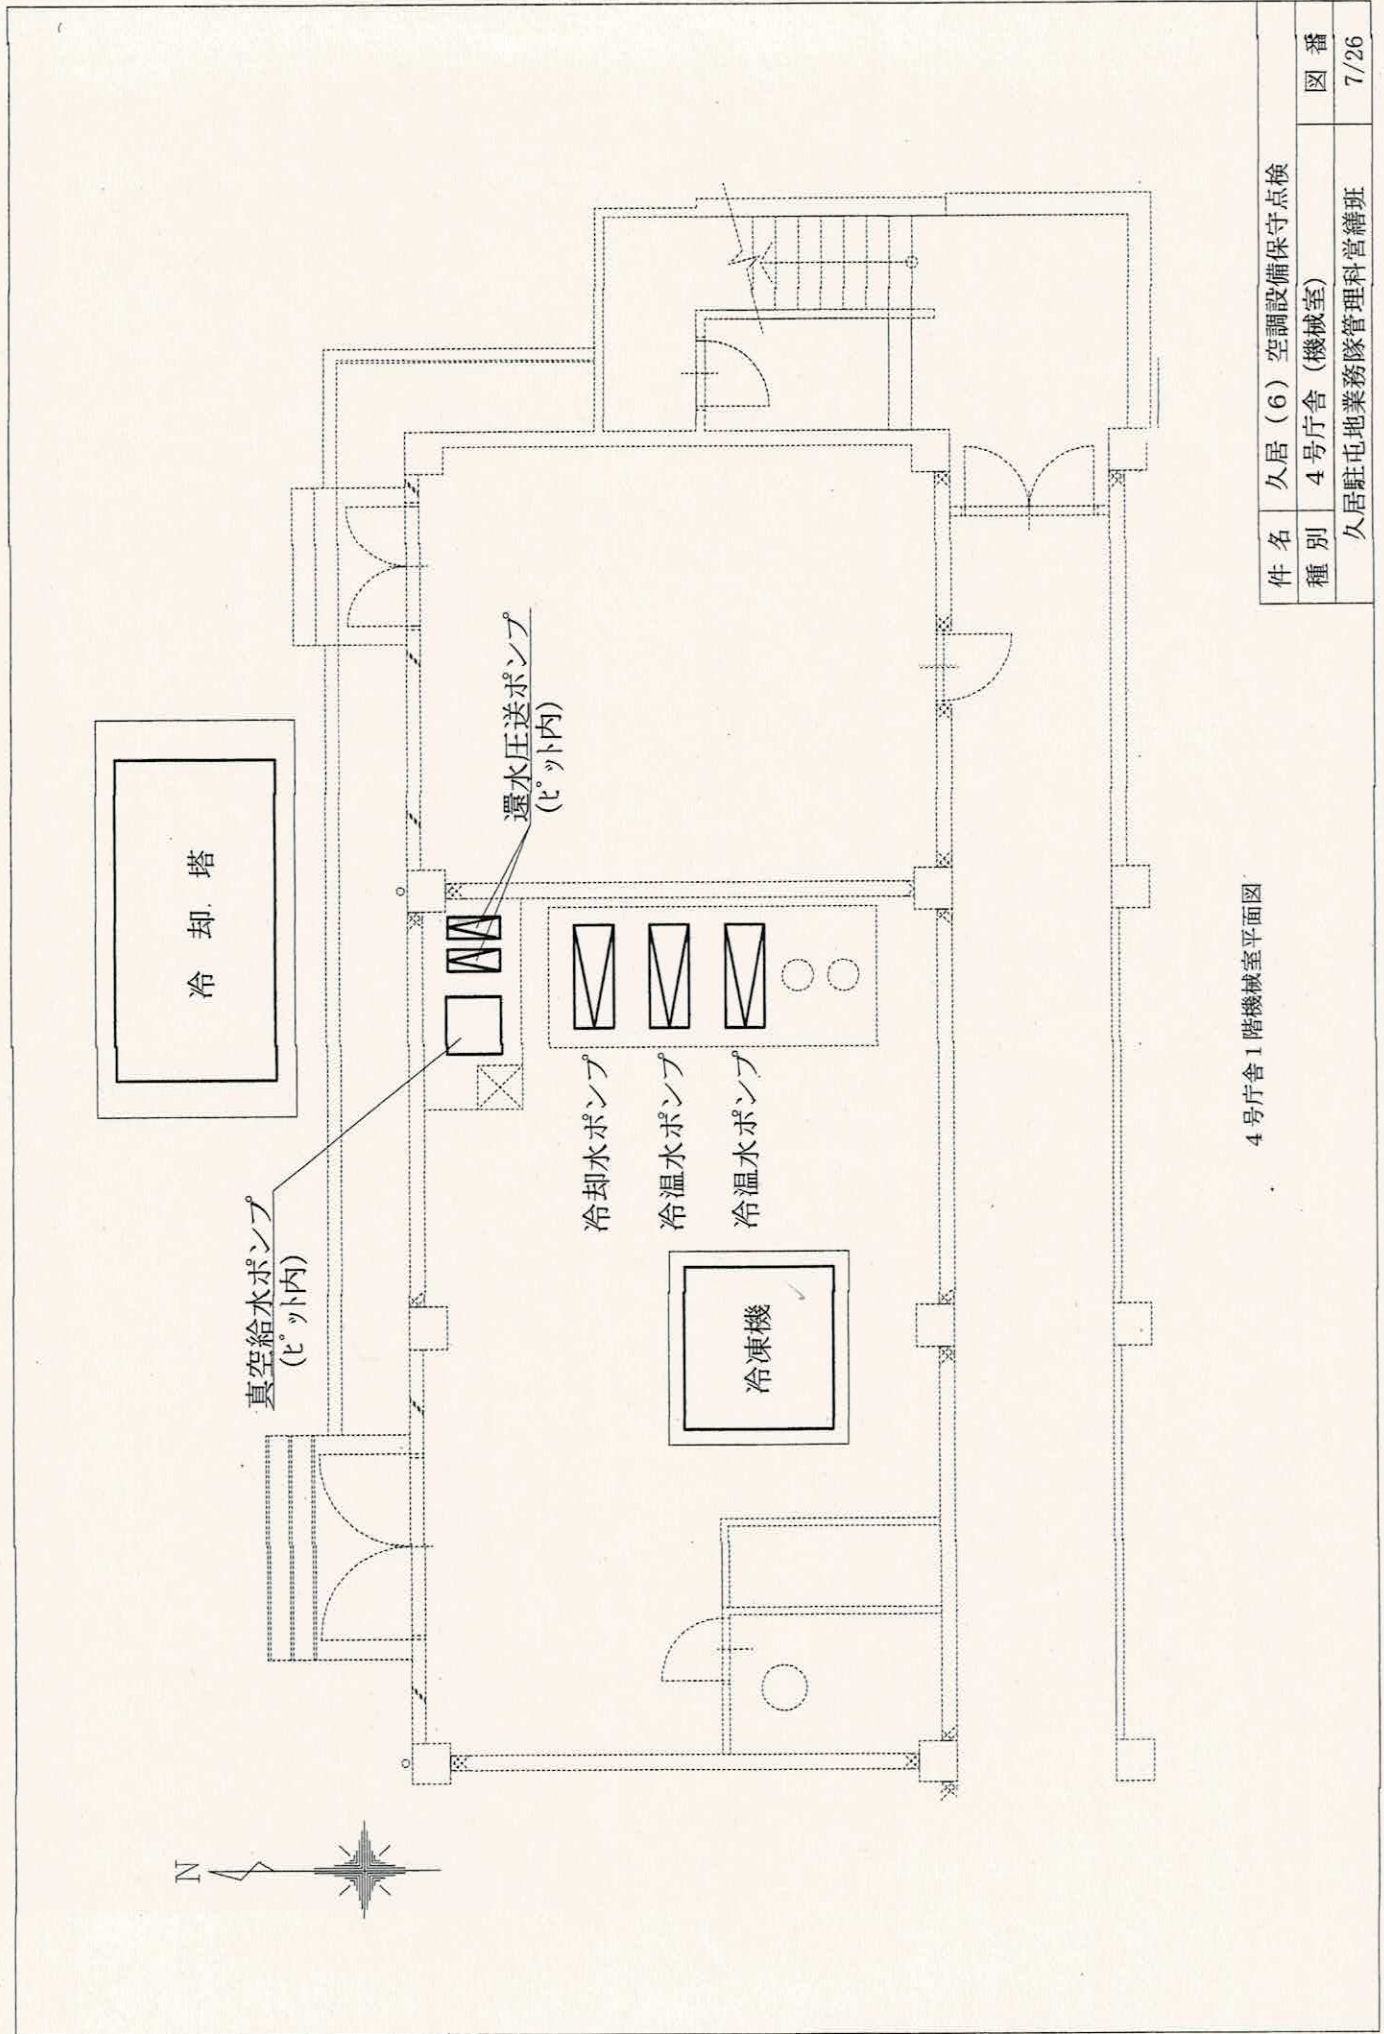 N
冷却塔
真空給水ポンプ
(ピット内)
還水圧送ポンプ
(ピット内)
冷却水ポンプ
冷温水ポンプ
冷温水ポンプ
冷凍機
4号庁舎1階機械室平面図
件名 久居(6)空調設備保守点検
種別 4号庁舎(機械室) 図番
久居駐屯地業務隊管理科営繕班 7/26